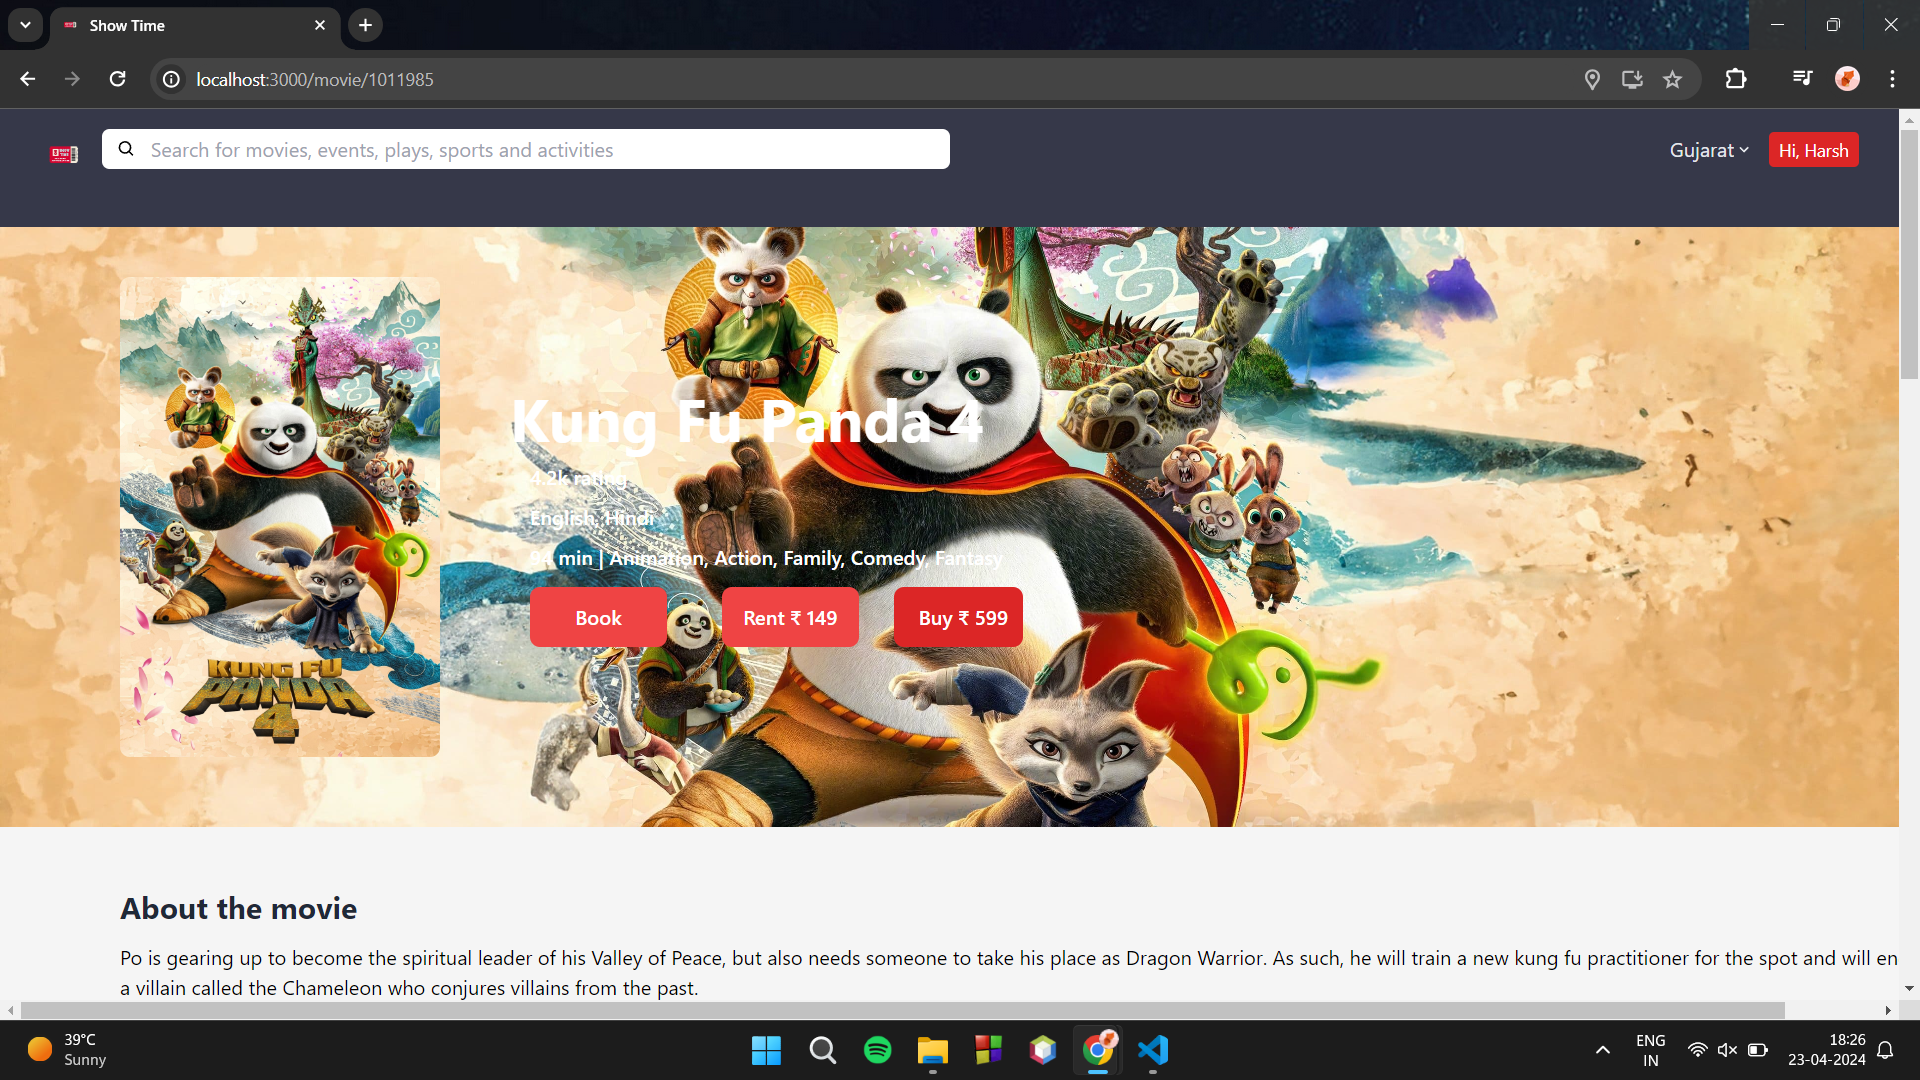 Show Time
localhost:3000/movie/1011985
Search for movies, events, plays, sports and activities
Gujarat
Hi, Harsh
Kung Fu Panda 4
4.2k rating
English, Hindi
94 min | Animation, Action, Family, Comedy, Fantasy
Book
Rent ₹ 149
Buy ₹ 599
KUNG FU
PANDA
4
About the movie
Po is gearing up to become the spiritual leader of his Valley of Peace, but also needs someone to take his place as Dragon Warrior. As such, he will train a new kung fu practitioner for the spot and will en
a villain called the Chameleon who conjures villains from the past.
39°C
Sunny
ENG
IN
18:26
23-04-2024